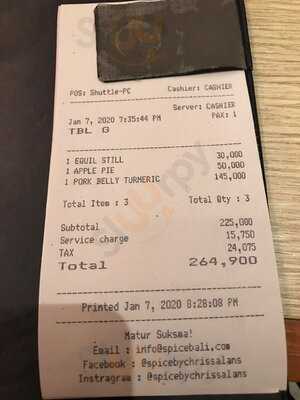 POS: Shuttle-PC Cashier: CASHIER
Server: CASHIER
Jan 7, 2020 7:35:44 PM PAX: 1
TBL 8
1 EQUIL STILL 30,000
1 APPLE PIE 50,000
1 PORK BELLY TURMERIC 145,000
Total Item : 3 Total Qty : 3
Subtotal 225,000
Service charge 15,750
TAX 24,075
Total 264,900
Printed Jan 7, 2020 8:28:08 PM
Matur Suksma!
Email : info@spicebali.com
Facebook : @spicebychrissalans
Instragram : @spicebychrissalans